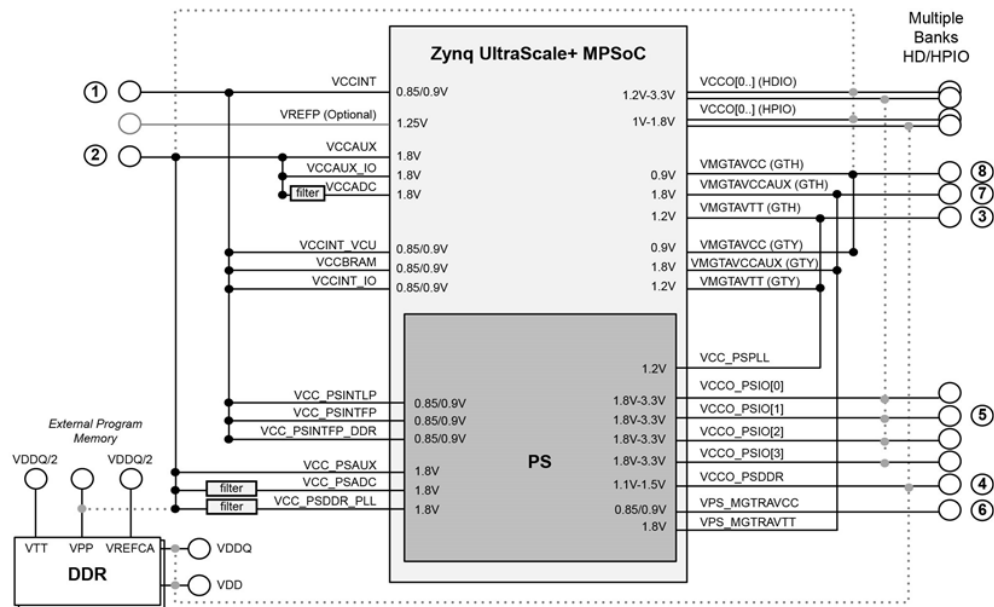 Multiple
Banks
HD/HPIO
Zynq UltraScale+ MPSoC
1
VCCINT
0.85/0.9V
VREFP (Optional)
1.25V
2
VCCAUX
1.8V
VCCAUX_IO
1.8V
filter
VCCADC
1.8V
VCCINT_VCU
0.85/0.9V
VCCBRAM
0.85/0.9V
VCCINT_IO
0.85/0.9V
1.2V-3.3V
VCCO[0..] (HDIO)
1V-1.8V
VCCO[0..] (HPIO)
0.9V
VMGTAVCC (GTH)
8
1.8V
VMGTAVCCAUX (GTH)
7
1.2V
VMGTAVTT (GTH)
3
0.9V
VMGTAVCC (GTY)
1.8V
VMGTAVCCAUX (GTY)
1.2V
VMGTAVTT (GTY)
PS
VCC_PSINTLP
0.85/0.9V
VCC_PSINTFP
0.85/0.9V
VCC_PSINTFP_DDR
0.85/0.9V
VCC_PSAUX
1.8V
filter
VCC_PSADC
1.8V
filter
VCC_PSDDR_PLL
1.8V
1.2V
VCC_PSPLL
1.8V-3.3V
VCCO_PSIO[0]
1.8V-3.3V
VCCO_PSIO[1]
5
1.8V-3.3V
VCCO_PSIO[2]
1.8V-3.3V
VCCO_PSIO[3]
1.1V-1.5V
VCCO_PSDDR
4
0.85/0.9V
VPS_MGTRAVCC
6
1.8V
VPS_MGTRAVTT
External Program
Memory
VDDQ/2
VDDQ/2
VTT
VPP
VREFCA
DDR
VDDQ
VDD